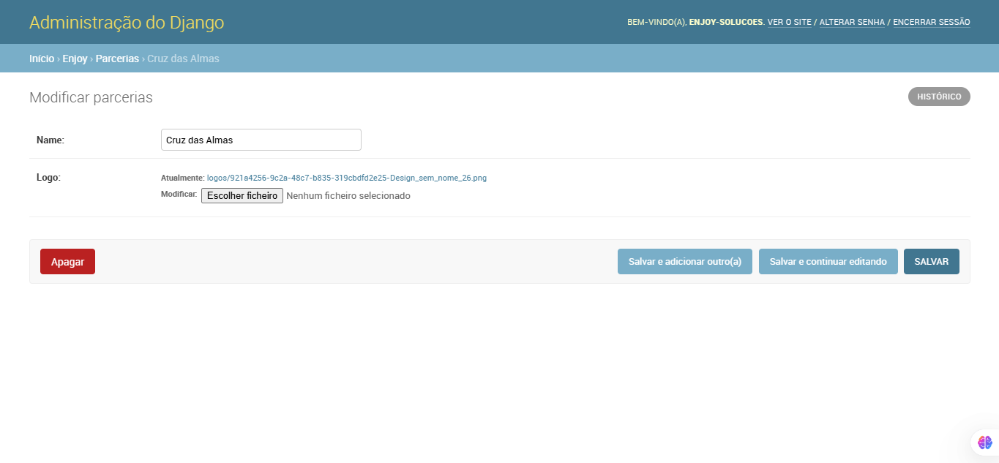 Administração do Django
BEM-VINDO(A), ENJOY-SOLUCOES. VER O SITE / ALTERAR SENHA / ENCERRAR SESSÃO
Início › Enjoy › Parcerias › Cruz das Almas
Modificar parcerias
HISTÓRICO
Name:
Cruz das Almas
Logo:
Atualmente: logos/921a4256-9c2a-48c7-b835-319cbdfd2e25-Design_sem_nome_26.png
Modificar: Escolher ficheiro Nenhum ficheiro selecionado
Apagar
Salvar e adicionar outro(a)
Salvar e continuar editando
SALVAR